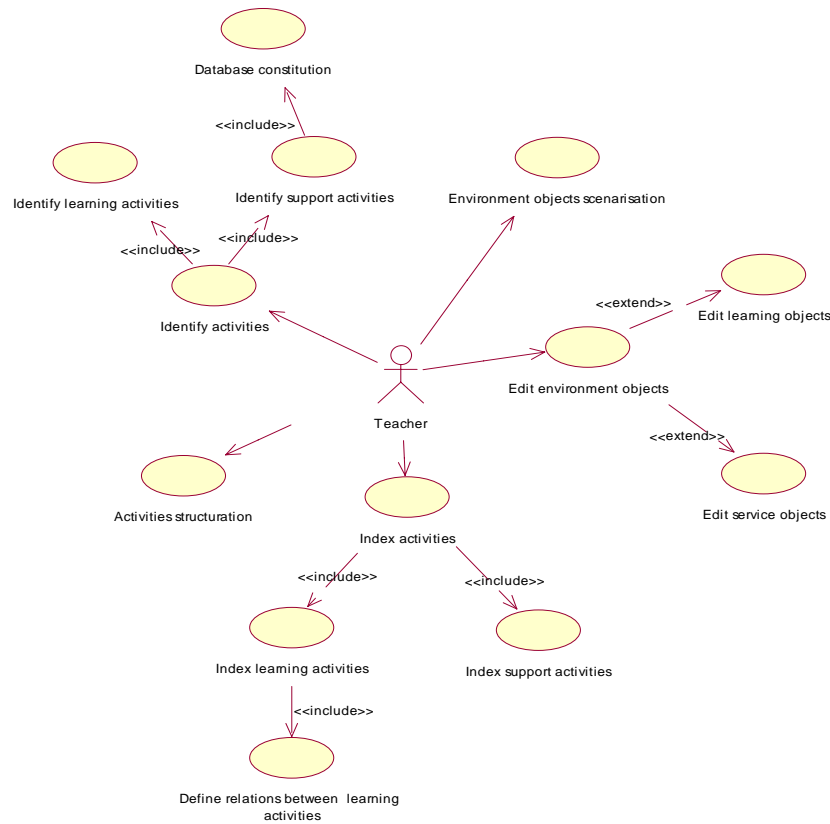 Database constitution
<<include>>
Identify learning activities
Identify support activities
Environment objects scenarisation
<<include>>
<<include>>
Identify activities
<<extend>>
Edit learning objects
Edit environment objects
Teacher
<<extend>>
Activities structuration
Edit service objects
Index activities
<<include>>
<<include>>
Index learning activities
Index support activities
<<include>>
Define relations between learning
activities